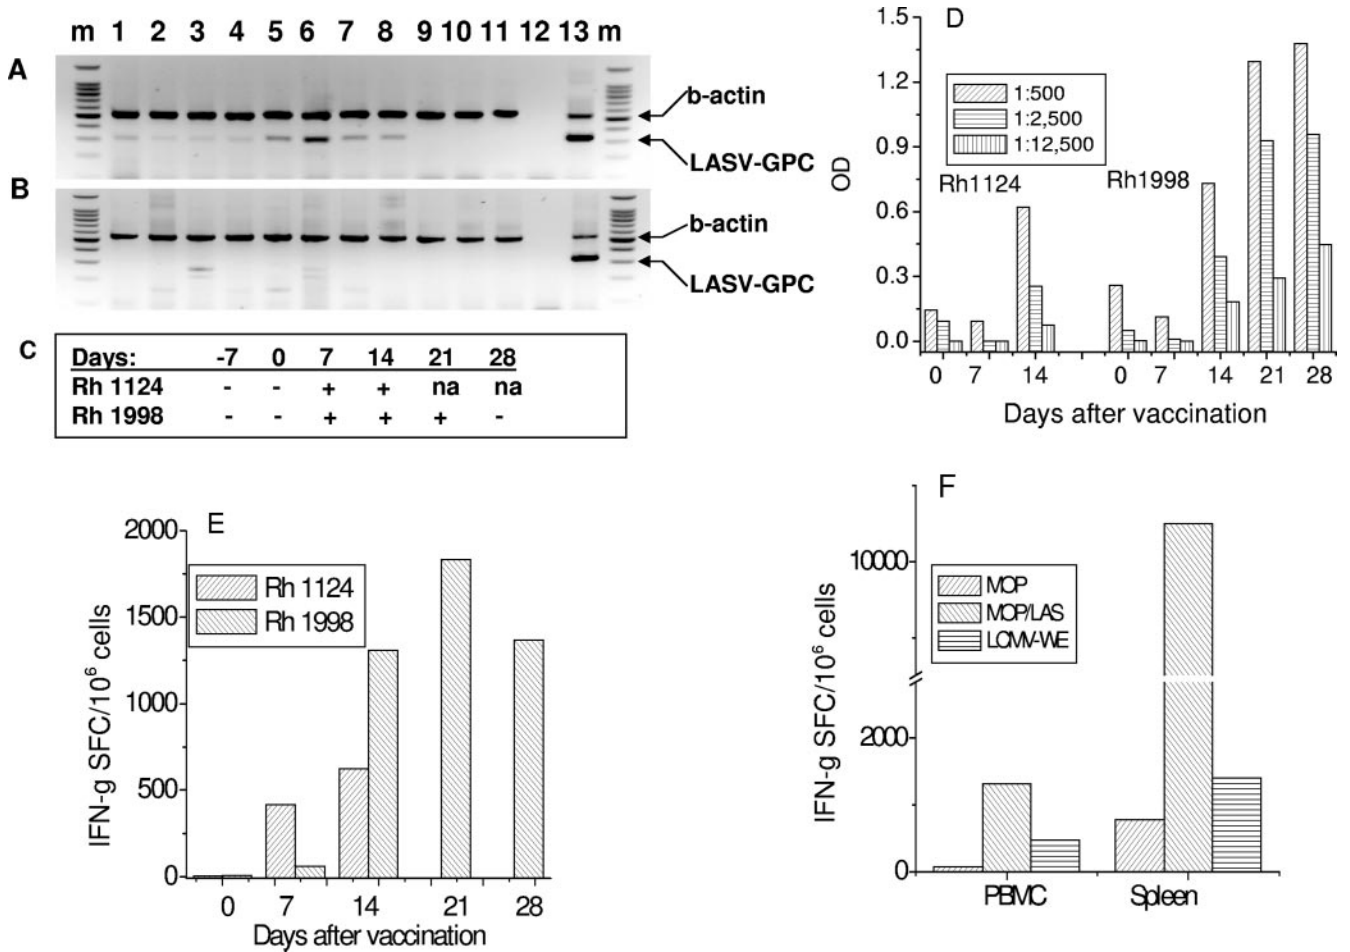 m 1 2 3 4 5 6 7 8 9 10 11 12 13 m
A
b-actin
LASV-GPC
B
b-actin
LASV-GPC
C
Days: -7 0 7 14 21 28
Rh 1124 - - + + na na
Rh 1998 - - + + + -
D
1.5
1.2
0.9
0.6
0.3
0.0
OD
1:500
1:2,500
1:12,500
Rh1124
Rh1998
0 7 14 0 7 14 21 28
Days after vaccination
E
2000
1500
1000
500
0
IFN-g SFC/10⁶ cells
Rh 1124
Rh 1998
0 7 14 21 28
Days after vaccination
F
10000
2000
0
IFN-g SFC/10⁶ cells
MOP
MOP/LAS
LCMV-WE
PBMC Spleen